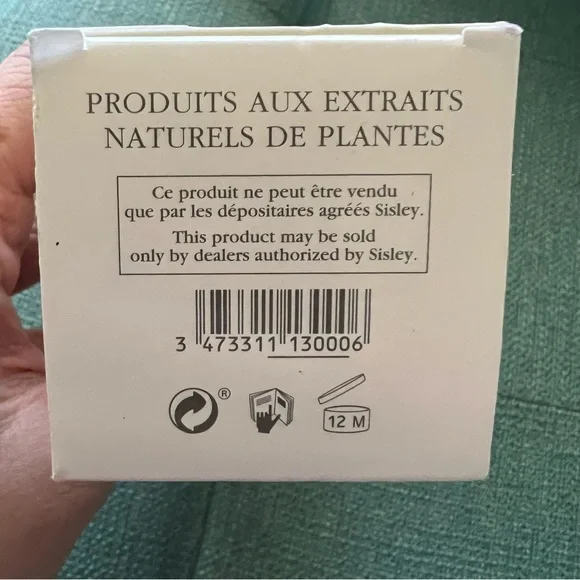 PRODUITS AUX EXTRAITS
NATURELS DE PLANTES
Ce produit ne peut être vendu
que par les dépositaires agréés Sisley.
This product may be sold
only by dealers authorized by Sisley.
3 473311 130006
®
12 M